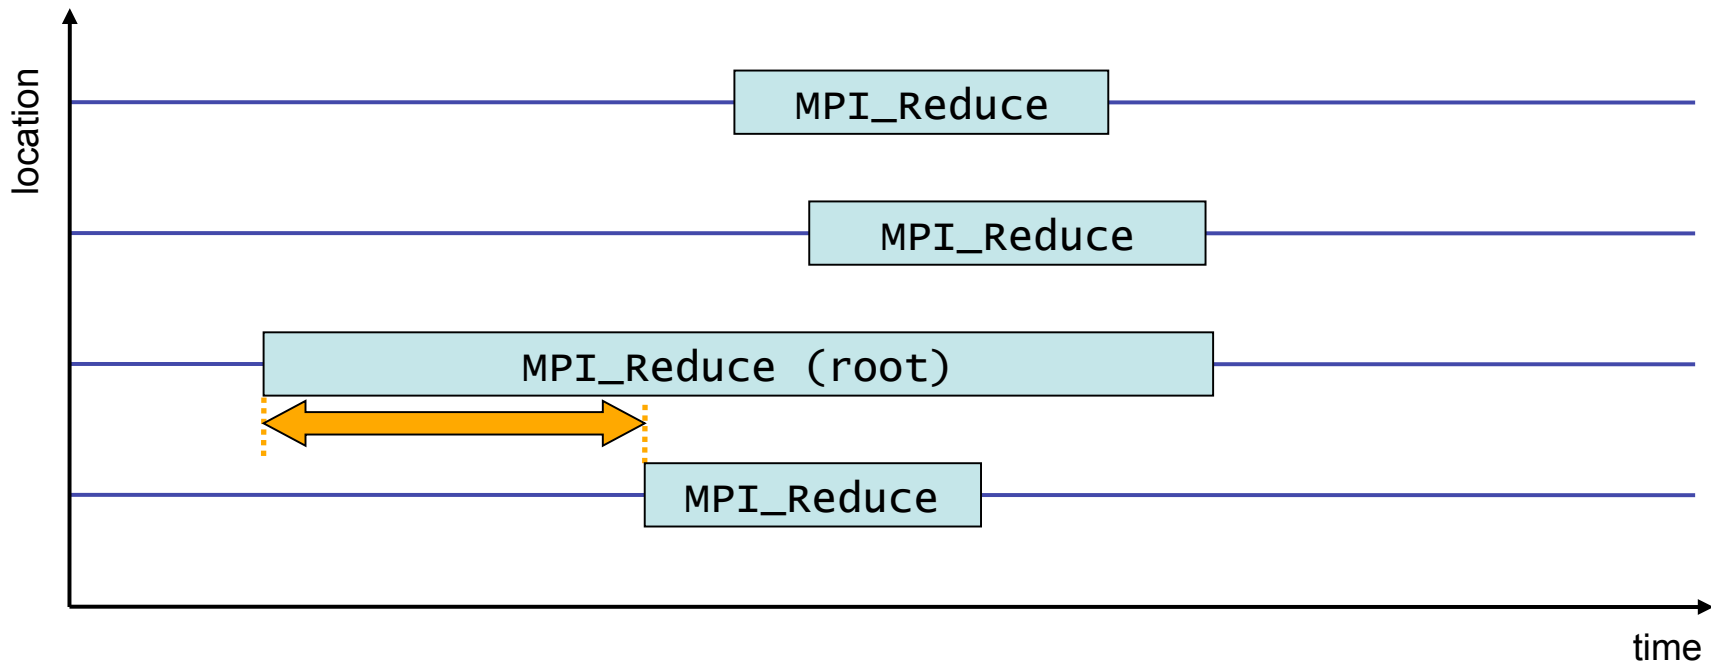 location
MPI_Reduce
MPI_Reduce
MPI_Reduce (root)
MPI_Reduce
time